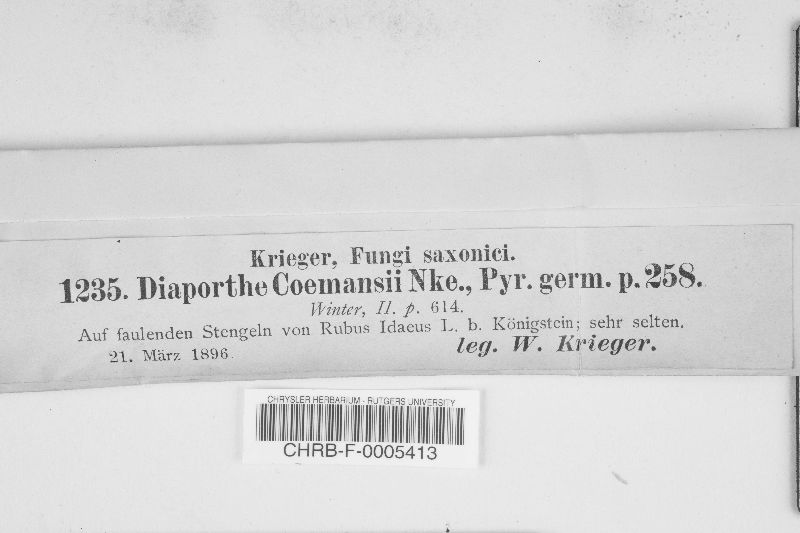 Krieger, Fungi saxonici.
1235. Diaporthe Coemansii Nke., Pyr. germ. p. 258.
Winter, II. p. 614.
Auf faulenden Stengeln von Rubus Idaeus L. b. Königstein; sehr selten.
21. März 1896.
leg. W. Krieger.
CHRYSLER HERBARIUM - RUTGERS UNIVERSITY
CHRB-F-0005413